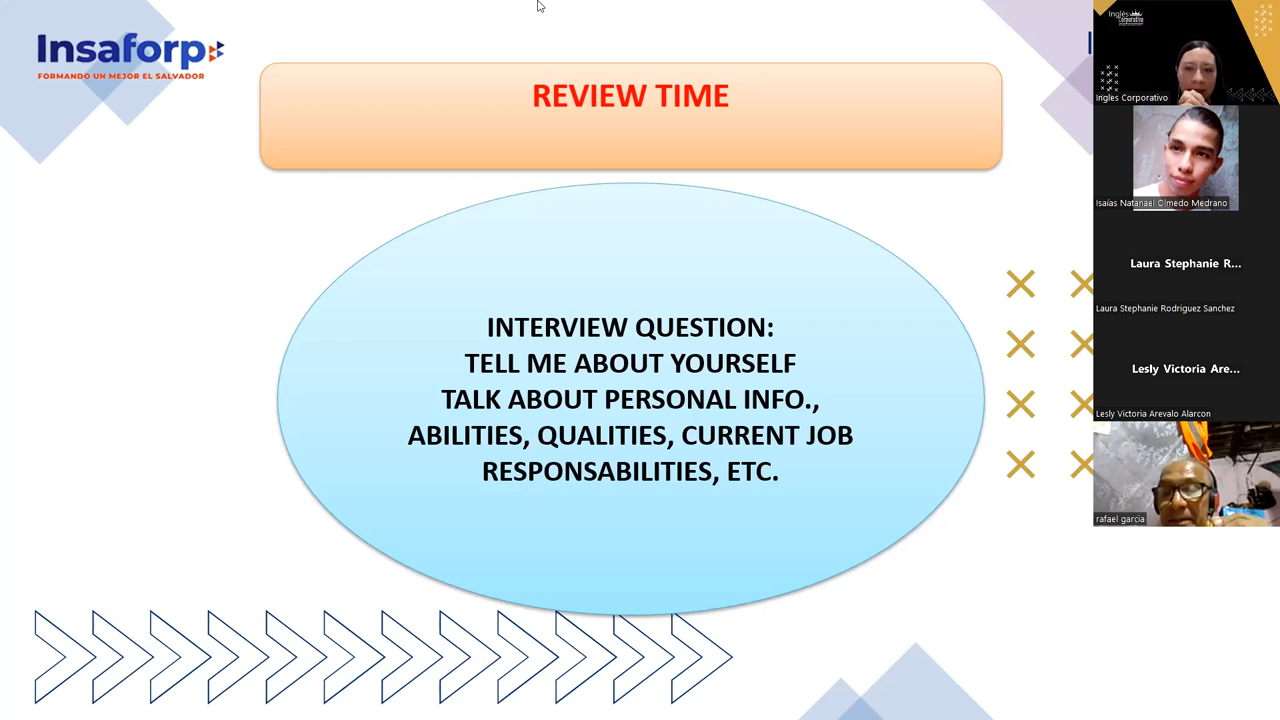 Insaforp
FORMANDO UN MEJOR EL SALVADOR
REVIEW TIME
INTERVIEW QUESTION:
TELL ME ABOUT YOURSELF
TALK ABOUT PERSONAL INFO.,
ABILITIES, QUALITIES, CURRENT JOB
RESPONSABILITIES, ETC.
Inglés
Corporativo
Ingles Corporativo
Isaías Natanael Olmedo Medrano
Laura Stephanie R...
Laura Stephanie Rodriguez Sanchez
Lesly Victoria Are...
Lesly Victoria Arevalo Alarcon
rafael garcia